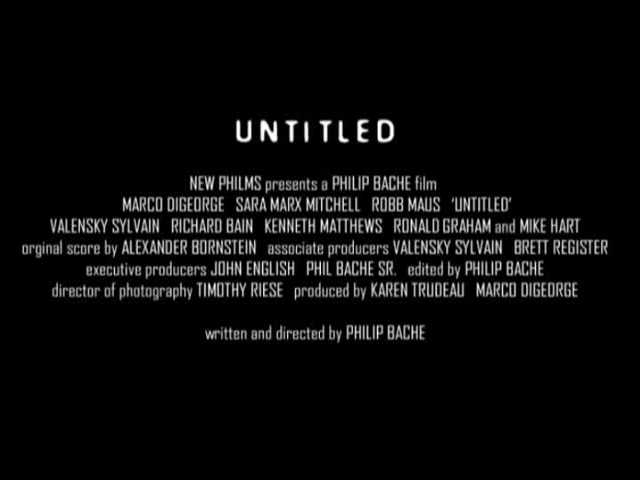 UNTITLED
NEW PHILMS presents a PHILIP BACHE film
MARCO DIGEORGE SARA MARX MITCHELL ROBB MAUS 'UNTITLED'
VALENSKY SYLVAIN RICHARD BAIN KENNETH MATTHEWS RONALD GRAHAM and MIKE HART
orginal score by ALEXANDER BORNSTEIN associate producers VALENSKY SYLVAIN BRETT REGISTER
executive producers JOHN ENGLISH PHIL BACHE SR. edited by PHILIP BACHE
director of photography TIMOTHY RIESE produced by KAREN TRUDEAU MARCO DIGEORGE
written and directed by PHILIP BACHE